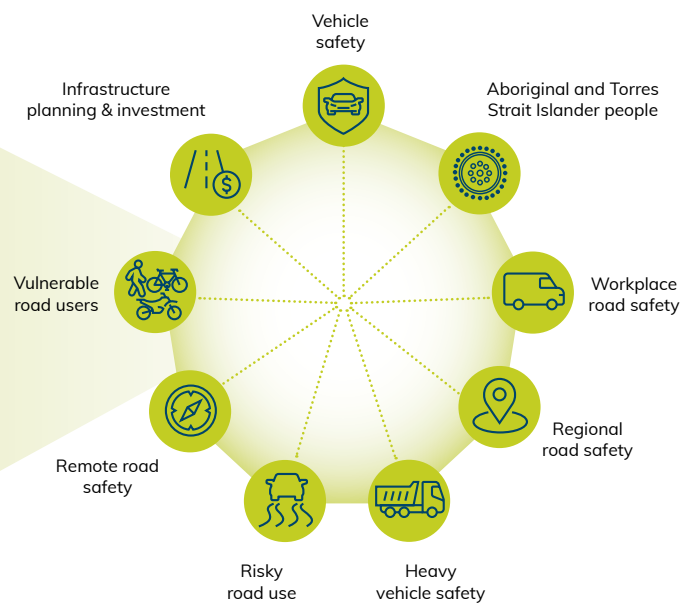 Vehicle
safety
Aboriginal and Torres
Strait Islander people
Workplace
road safety
Regional
road safety
Heavy
vehicle safety
Risky
road use
Remote road
safety
Vulnerable
road users
Infrastructure
planning & investment
$